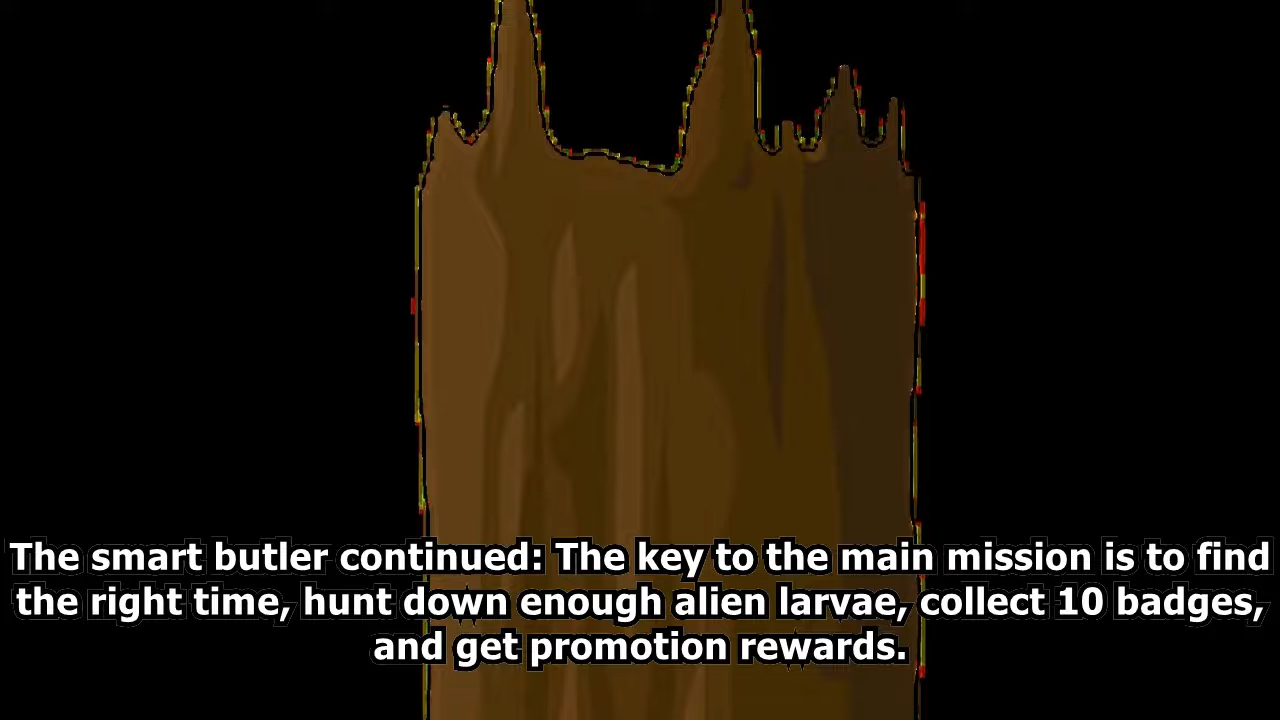 The smart butler continued: The key to the main mission is to find
the right time, hunt down enough alien larvae, collect 10 badges,
and get promotion rewards.